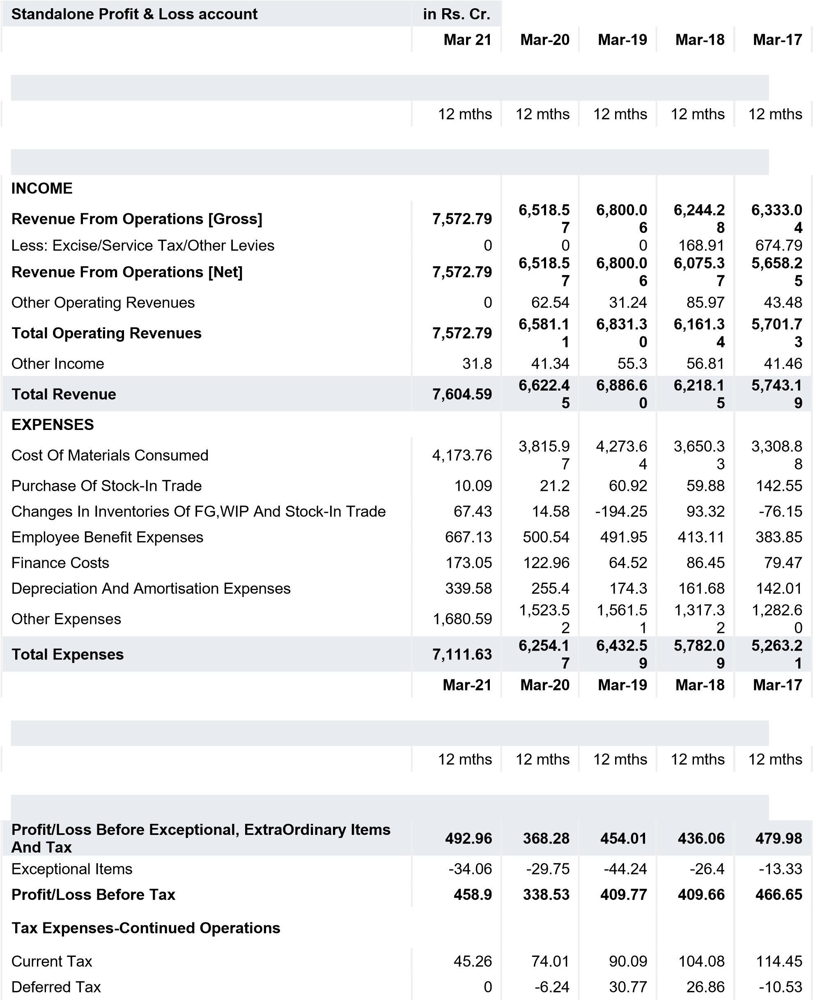 Standalone Profit & Loss account in Rs. Cr.
Mar 21 Mar-20 Mar-19 Mar-18 Mar-17
12 mths 12 mths 12 mths 12 mths 12 mths
INCOME
Revenue From Operations [Gross] 7,572.79 6,518.57 6,800.06 6,244.28 6,333.04
Less: Excise/Service Tax/Other Levies 0 0 0 168.91 674.79
Revenue From Operations [Net] 7,572.79 6,518.57 6,800.06 6,075.37 5,658.25
Other Operating Revenues 0 62.54 31.24 85.97 43.48
Total Operating Revenues 7,572.79 6,581.11 6,831.30 6,161.34 5,701.73
Other Income 31.8 41.34 55.3 56.81 41.46
Total Revenue 7,604.59 6,622.45 6,886.60 6,218.15 5,743.19
EXPENSES
Cost Of Materials Consumed 4,173.76 3,815.97 4,273.64 3,650.33 3,308.88
Purchase Of Stock-In Trade 10.09 21.2 60.92 59.88 142.55
Changes In Inventories Of FG,WIP And Stock-In Trade 67.43 14.58 -194.25 93.32 -76.15
Employee Benefit Expenses 667.13 500.54 491.95 413.11 383.85
Finance Costs 173.05 122.96 64.52 86.45 79.47
Depreciation And Amortisation Expenses 339.58 255.4 174.3 161.68 142.01
Other Expenses 1,680.59 1,523.52 1,561.51 1,317.32 1,282.60
Total Expenses 7,111.63 6,254.17 6,432.59 5,782.09 5,263.21
Mar-21 Mar-20 Mar-19 Mar-18 Mar-17
12 mths 12 mths 12 mths 12 mths 12 mths
Profit/Loss Before Exceptional, ExtraOrdinary Items
And Tax 492.96 368.28 454.01 436.06 479.98
Exceptional Items -34.06 -29.75 -44.24 -26.4 -13.33
Profit/Loss Before Tax 458.9 338.53 409.77 409.66 466.65
Tax Expenses-Continued Operations
Current Tax 45.26 74.01 90.09 104.08 114.45
Deferred Tax 0 -6.24 30.77 26.86 -10.53